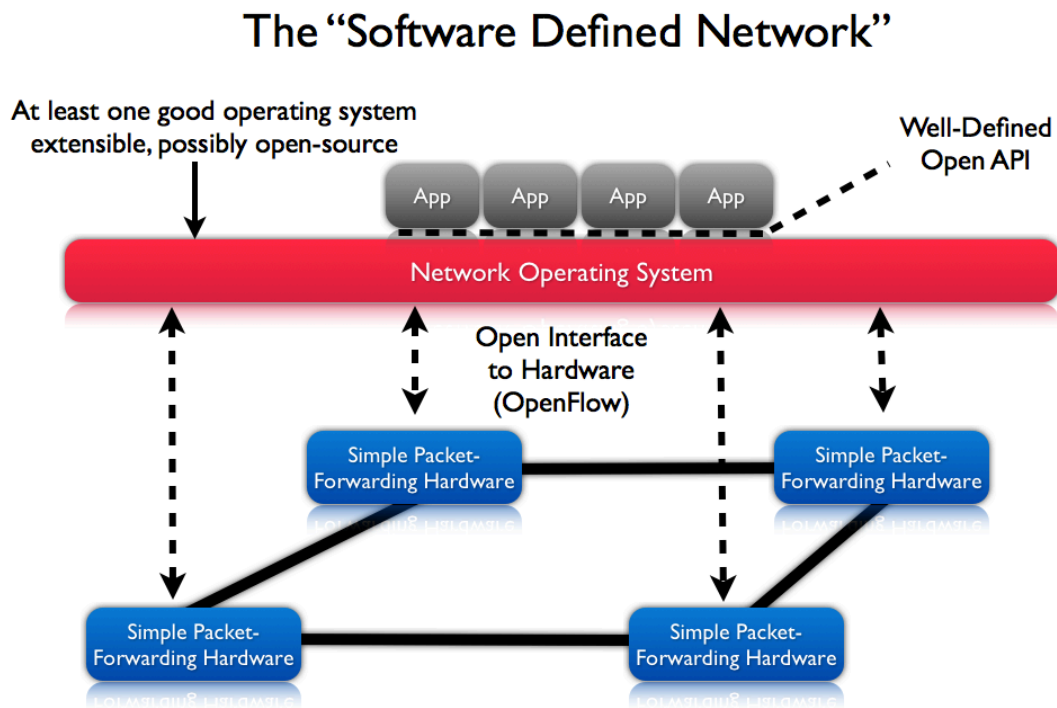 The “Software Defined Network”
At least one good operating system
extensible, possibly open-source
Well-Defined
Open API
App
App
App
App
Network Operating System
Open Interface
to Hardware
(OpenFlow)
Simple Packet-
Forwarding Hardware
Simple Packet-
Forwarding Hardware
Simple Packet-
Forwarding Hardware
Simple Packet-
Forwarding Hardware